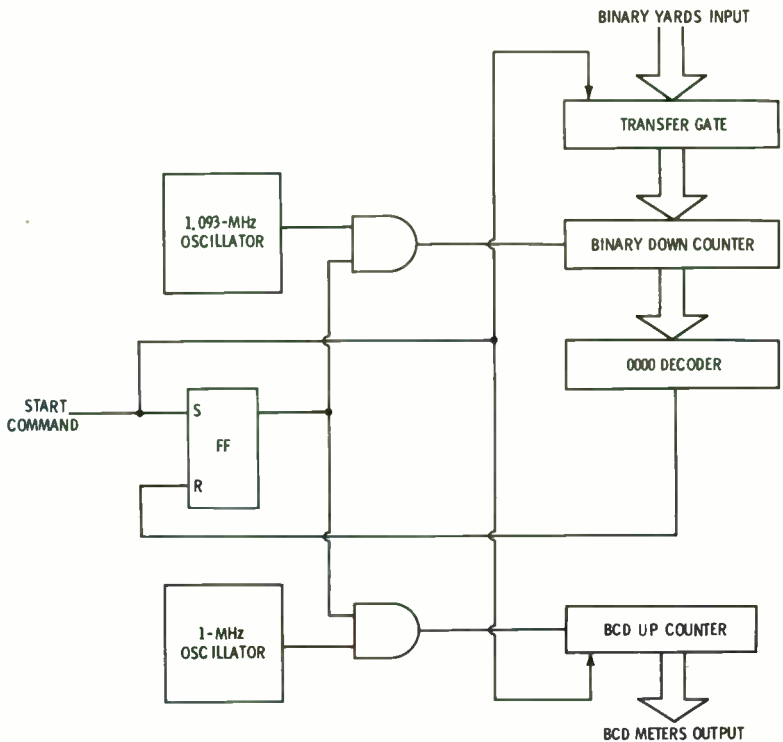 BINARY YARDS INPUT
TRANSFER GATE
1.093-MHz
OSCILLATOR
BINARY DOWN COUNTER
0000 DECODER
START
COMMAND
S
FF
R
1-MHz
OSCILLATOR
BCD UP COUNTER
BCD METERS OUTPUT